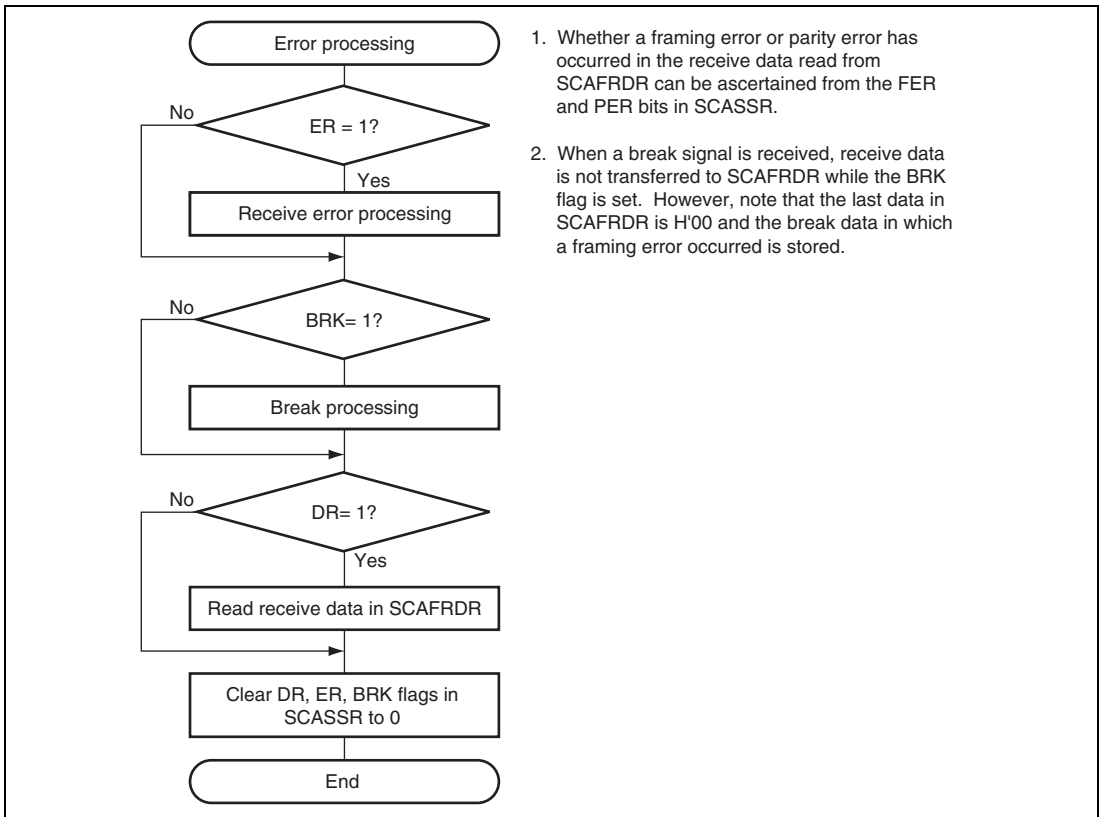 Error processing
No
ER = 1?
Yes
Receive error processing
No
BRK= 1?
Break processing
No
DR= 1?
Yes
Read receive data in SCAFRDR
Clear DR, ER, BRK flags in
SCASSR to 0
End
1. Whether a framing error or parity error has
occurred in the receive data read from
SCAFRDR can be ascertained from the FER
and PER bits in SCASSR.
2. When a break signal is received, receive data
is not transferred to SCAFRDR while the BRK
flag is set. However, note that the last data in
SCAFRDR is H'00 and the break data in which
a framing error occurred is stored.